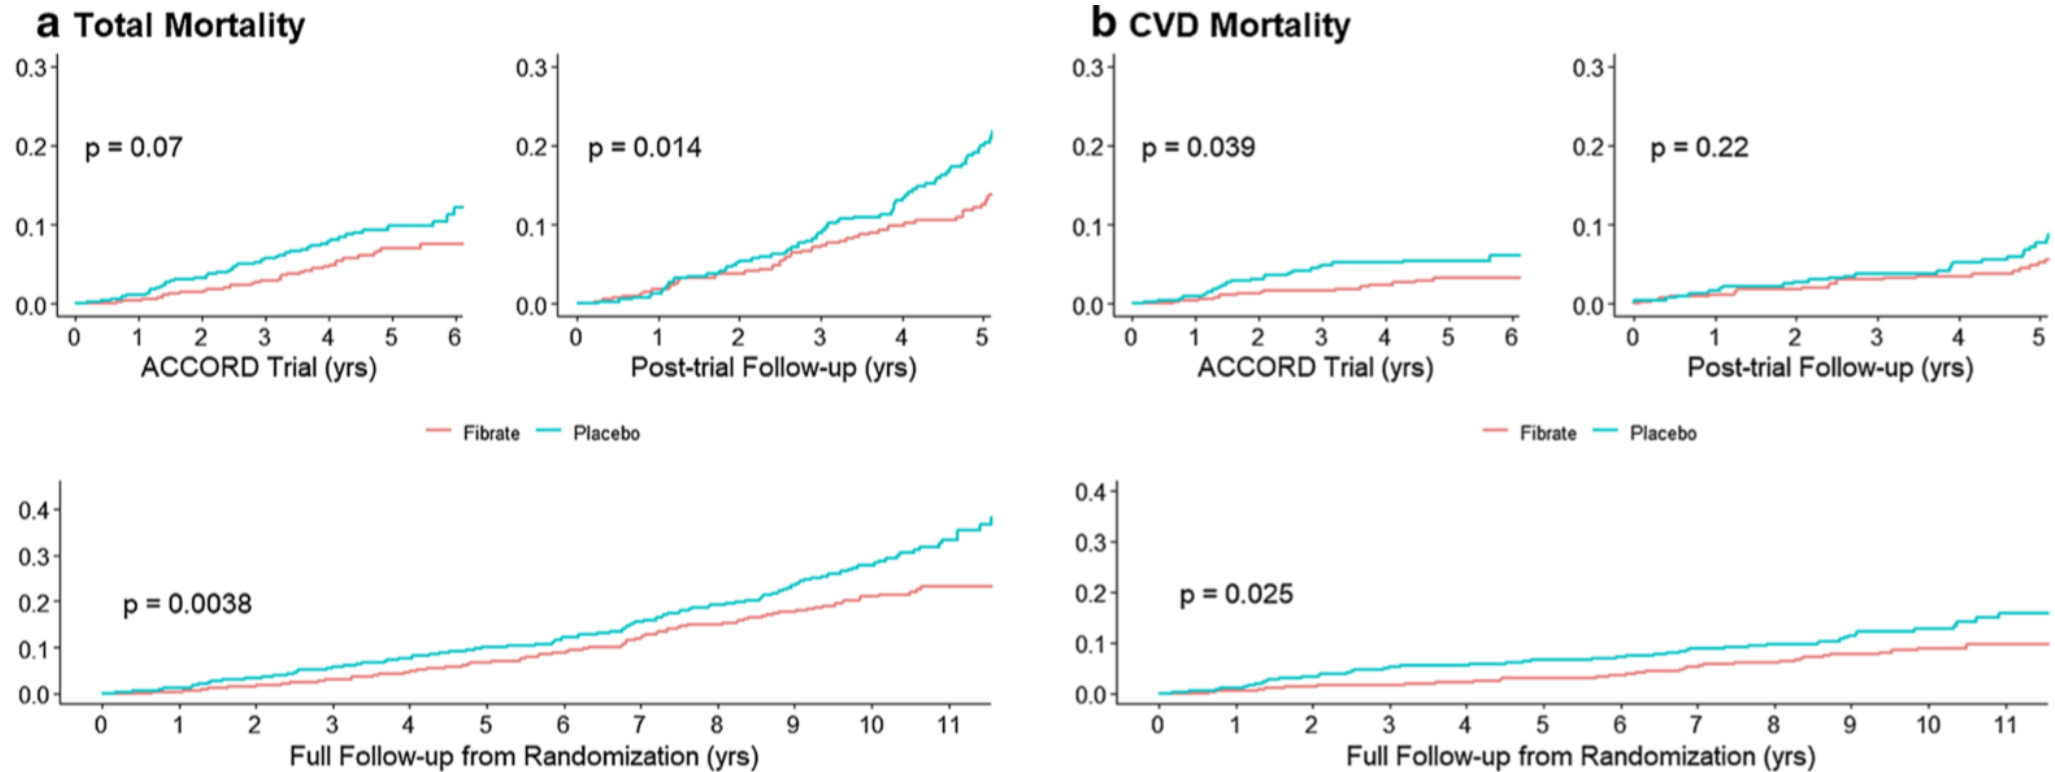 a Total Mortality
0.3
0.2
0.1
0.0
p = 0.07
0 1 2 3 4 5 6
ACCORD Trial (yrs)
0.3
0.2
0.1
0.0
p = 0.014
0 1 2 3 4 5
Post-trial Follow-up (yrs)
Fibrate Placebo
0.4
0.3
0.2
0.1
0.0
p = 0.0038
0 1 2 3 4 5 6 7 8 9 10 11
Full Follow-up from Randomization (yrs)
b CVD Mortality
0.3
0.2
0.1
0.0
p = 0.039
0 1 2 3 4 5 6
ACCORD Trial (yrs)
0.3
0.2
0.1
0.0
p = 0.22
0 1 2 3 4 5
Post-trial Follow-up (yrs)
Fibrate Placebo
0.4
0.3
0.2
0.1
0.0
p = 0.025
0 1 2 3 4 5 6 7 8 9 10 11
Full Follow-up from Randomization (yrs)